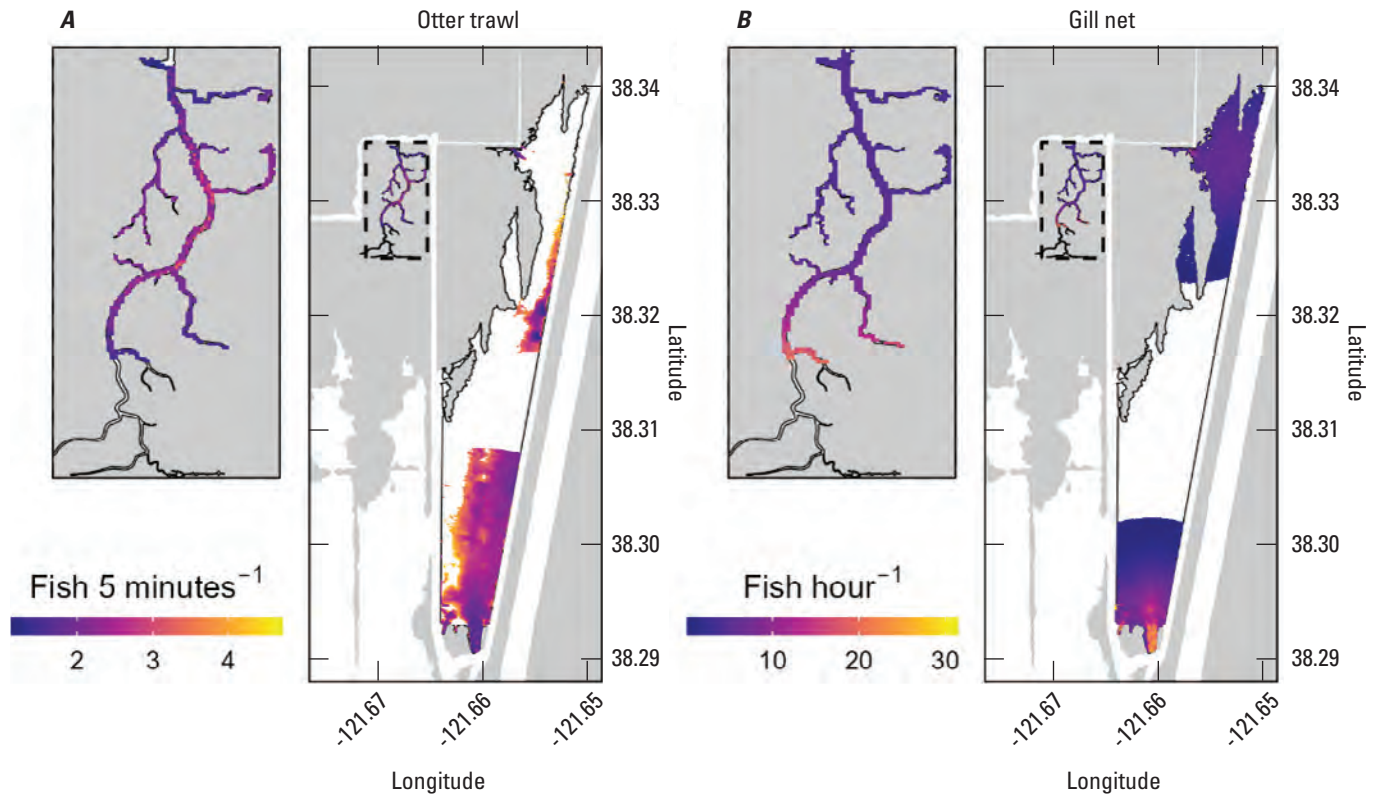 A
Otter trawl
38.34
38.33
38.32
38.31
38.30
38.29
Latitude
Fish 5 minutes⁻¹
2 3 4
-121.67 -121.66 -121.65
Longitude
B
Gill net
38.34
38.33
38.32
38.31
38.30
38.29
Latitude
Fish hour⁻¹
10 20 30
-121.67 -121.66 -121.65
Longitude